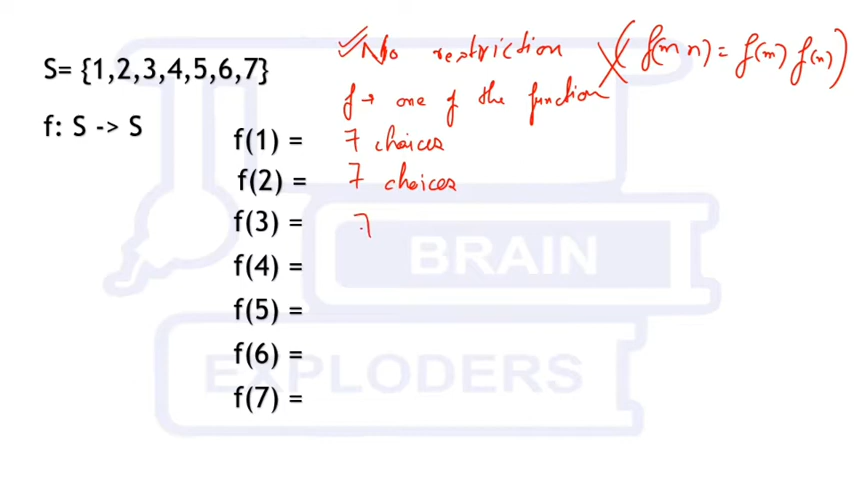 ✓ No restriction ( f(m n) = f(m) f(n) )
S= {1,2,3,4,5,6,7}
f → one of the function
f: S -> S
f(1) = 7 choices
f(2) = 7 choices
f(3) = 7
f(4) =
f(5) =
f(6) =
f(7) =
BRAIN
EXPLODERS